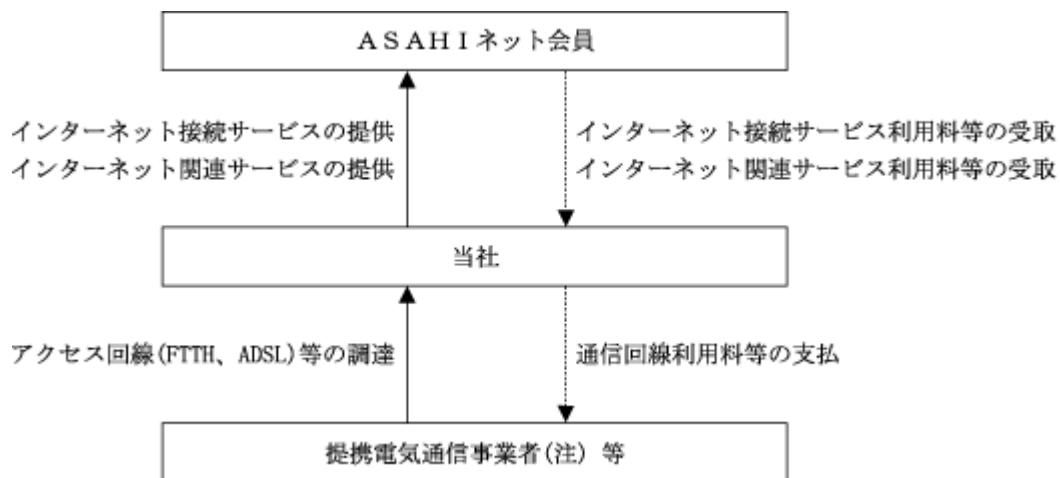 ＡＳＡＨＩネット会員
インターネット接続サービスの提供
インターネット関連サービスの提供
インターネット接続サービス利用料等の受取
インターネット関連サービス利用料等の受取
当社
アクセス回線(FTTH、ADSL)等の調達
通信回線利用料等の支払
提携電気通信事業者(注) 等